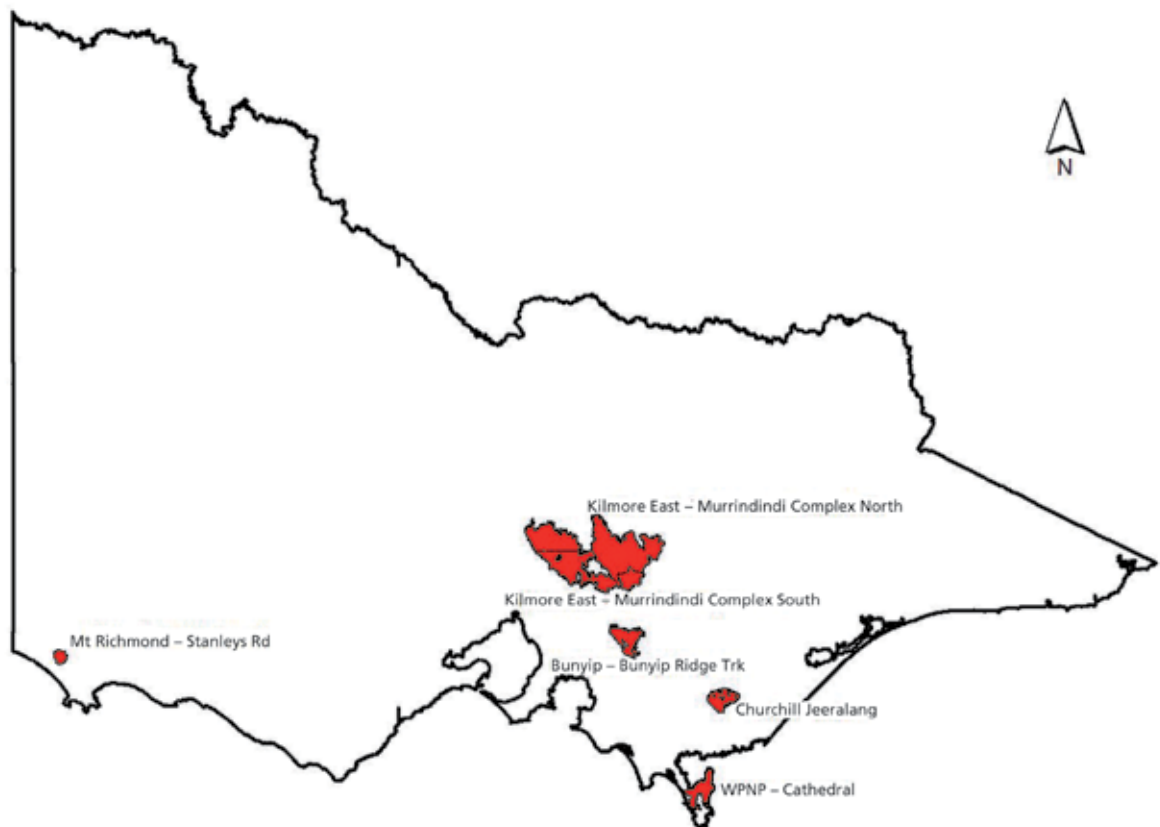 N
Kilmore East – Murrindindi Complex North
Kilmore East – Murrindindi Complex South
Mt Richmond – Stanleys Rd
Bunyip – Bunyip Ridge Trk
Churchill Jeeralang
WPNP – Cathedral